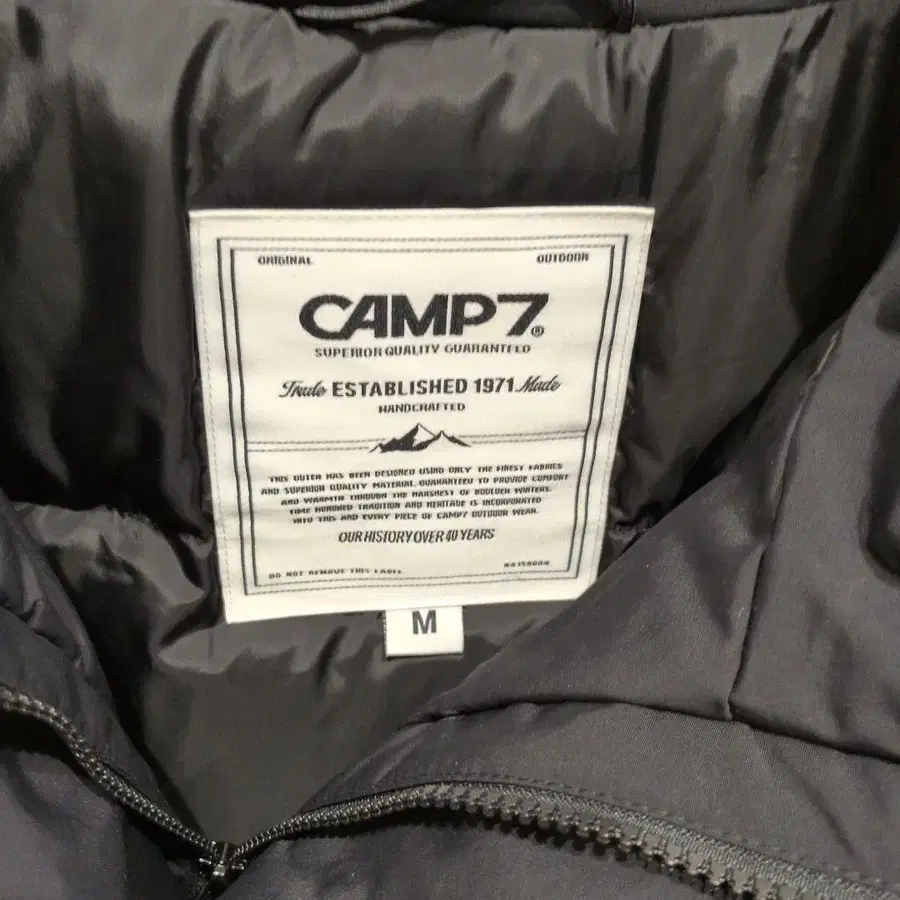 ORIGINAL OUTDOOR
CAMP7®
SUPERIOR QUALITY GUARANTEED
Trade ESTABLISHED 1971 Made
HANDCRAFTED
THIS OUTER HAS BEEN DESIGNED USING ONLY THE FINEST FABRICS
AND SUPERIOR QUALITY MATERIAL, GUARANTEED TO PROVIDE COMFORT
AND WARMTH THROUGH THE HARSHEST OF BOULDER WINTERS.
TIME HONORED TRADITION AND HERITAGE IS INCORPORATED
INTO THIS AND EVERY PIECE OF CAMP7 OUTDOOR WEAR.
OUR HISTORY OVER 40 YEARS
DO NOT REMOVE THIS LABEL
M